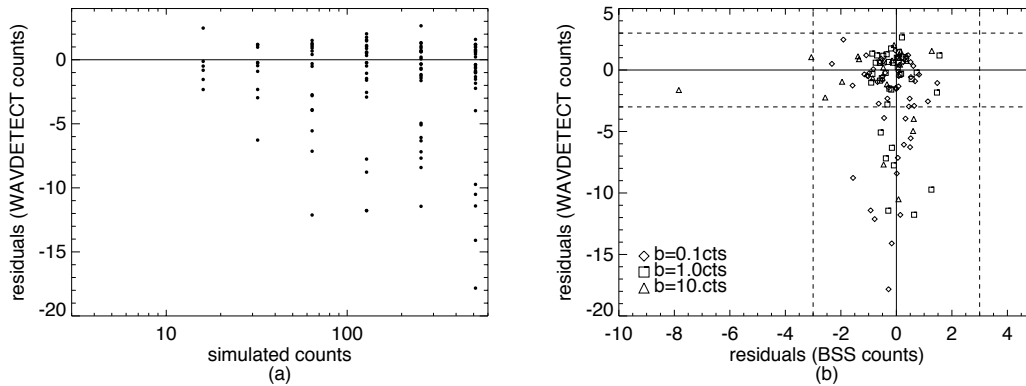 5
0
-5
-10
-15
-20
residuals (WAVDETECT counts)
10
100
simulated counts
(a)
5
0
-5
-10
-15
-20
residuals (WAVDETECT counts)
b=0.1cts
b=1.0cts
b=10.cts
-10
-8
-6
-4
-2
0
2
4
residuals (BSS counts)
(b)